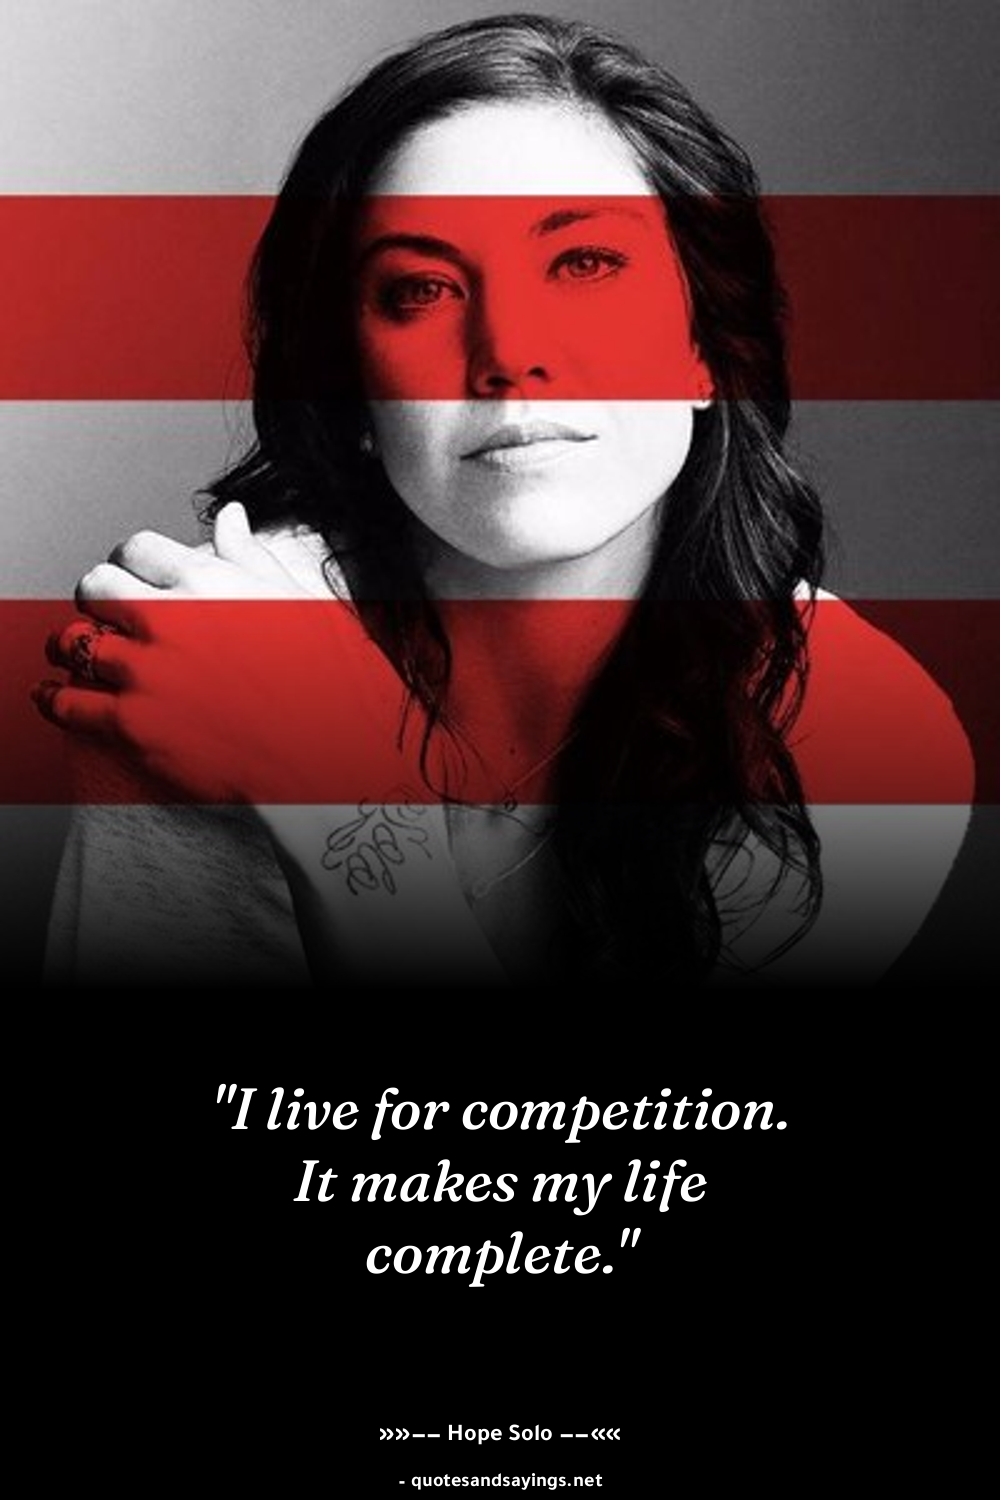 "I live for competition.
It makes my life
complete."
»»–– Hope Solo ––««
- quotesandsayings.net